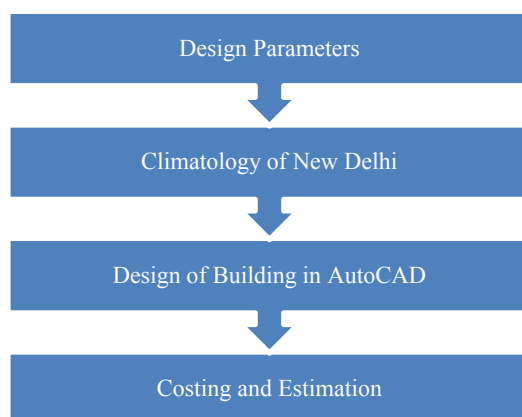 Design Parameters
Climatology of New Delhi
Design of Building in AutoCAD
Costing and Estimation